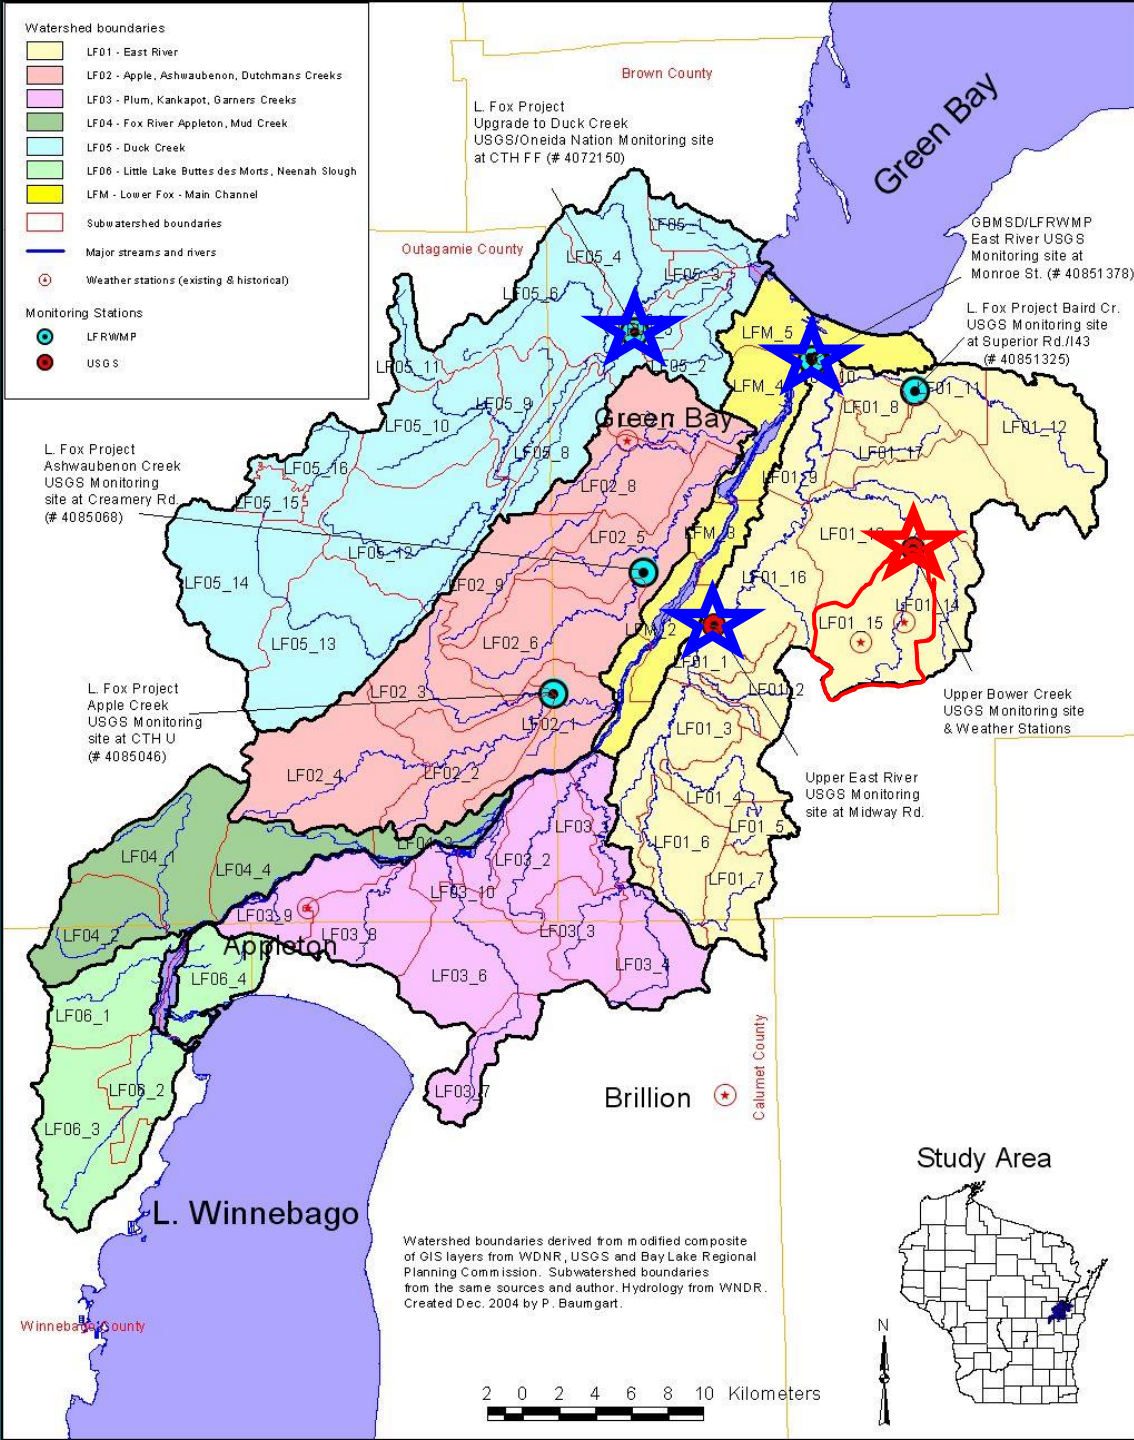 Watershed boundaries
LF01 - East River
LF02 - Apple, Ashwaubenon, Dutchmans Creeks
LF03 - Plum, Kankapot, Garners Creeks
LF04 - Fox River Appleton, Mud Creek
LF05 - Duck Creek
LF06 - Little Lake Buttes des Morts, Neenah Slough
LFM - Lower Fox - Main Channel
Subwatershed boundaries
Major streams and rivers
Weather stations (existing & historical)
Monitoring Stations
LFRWMP
USGS
Brown County
Green Bay
L. Fox Project
Upgrade to Duck Creek
USGS/Oneida Nation Monitoring site
at CTH FF (# 4072150)
GBMSD/LFRWMP
East River USGS
Monitoring site at
Monroe St. (# 40851378)
Outagamie County
L. Fox Project Baird Cr.
USGS Monitoring site
at Superior Rd./I43
(# 40851325)
LF05_1
LF05_4
LF05_3
LF05_6
LF05_2
LF05_11
LF05_9
LF05_10
LF05_8
LF05_16
LF05_15
LF05_12
LF05_14
LF05_13
LFM_5
LFM_4
LF01_11
LF01_8
LF01_12
LF01_17
LF01_9
Green Bay
L. Fox Project
Ashwaubenon Creek
USGS Monitoring
site at Creamery Rd.
(# 4085068)
LF02_8
LF02_5
LF02_9
LF02_6
LF02_3
LF02_1
LF02_4
LF02_2
LFM_3
LFM_2
LF01_16
LF01_14
LF01_15
LF01_1
LF01_2
LF01_3
LF01_4
LF01_5
LF01_6
LF01_7
L. Fox Project
Apple Creek
USGS Monitoring
site at CTH U
(# 4085046)
Upper Bower Creek
USGS Monitoring site
& Weather Stations
Upper East River
USGS Monitoring
site at Midway Rd.
LF04_1
LF04_4
LF04_3
LF04_2
LF03
LF03_2
LF03_10
LF03_9
LF03_8
LF03_3
LF03_4
LF03_6
LF03_7
Appleton
LF06_4
LF06_1
LF06_2
LF06_3
Brillion
Calumet County
L. Winnebago
Winnebago County
Study Area
Watershed boundaries derived from modified composite
of GIS layers from WDNR, USGS and Bay Lake Regional
Planning Commission. Subwatershed boundaries
from the same sources and author. Hydrology from WNDR.
Created Dec. 2004 by P. Baumgart.
N
2 0 2 4 6 8 10 Kilometers